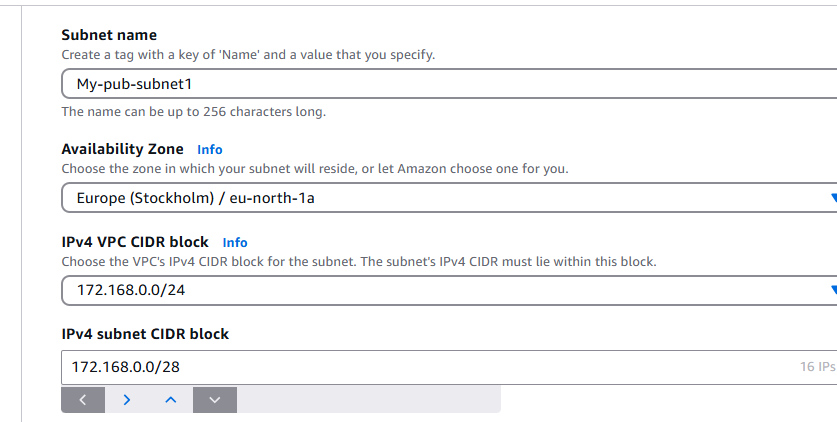 Subnet name
Create a tag with a key of 'Name' and a value that you specify.
My-pub-subnet1
The name can be up to 256 characters long.
Availability Zone Info
Choose the zone in which your subnet will reside, or let Amazon choose one for you.
Europe (Stockholm) / eu-north-1a
IPv4 VPC CIDR block Info
Choose the VPC's IPv4 CIDR block for the subnet. The subnet's IPv4 CIDR must lie within this block.
172.168.0.0/24
IPv4 subnet CIDR block
172.168.0.0/28 16 IPs